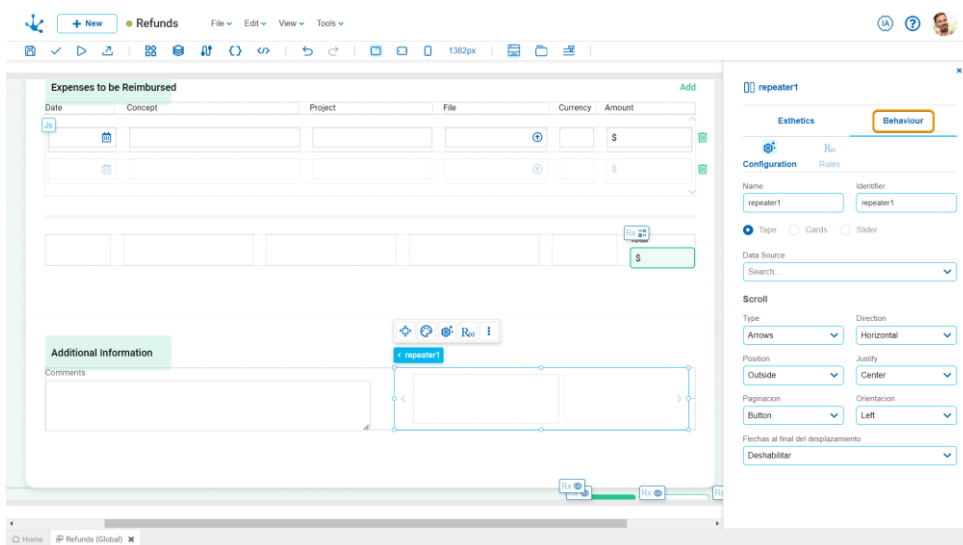 + New
Refunds
File
Edit
View
Tools
IA
?
1382px
Expenses to be Reimbursed
Add
Date
Concept
Project
File
Currency
Amount
Js
$
$
Rx
Total
$
Additional Information
R(x)
repeater1
Comments
Rx
Rx
Rx
Rx
repeater1
Esthetics
Behaviour
R(x)
Configuration
Rules
Name
Identifier
repeater1
repeater1
Tape
Cards
Slider
Data Source
Search...
Scroll
Type
Direction
Arrows
Horizontal
Position
Justify
Outside
Center
Paginacion
Orientacion
Button
Left
Flechas al final del desplazamiento
Deshabilitar
Home
Refunds (Global)